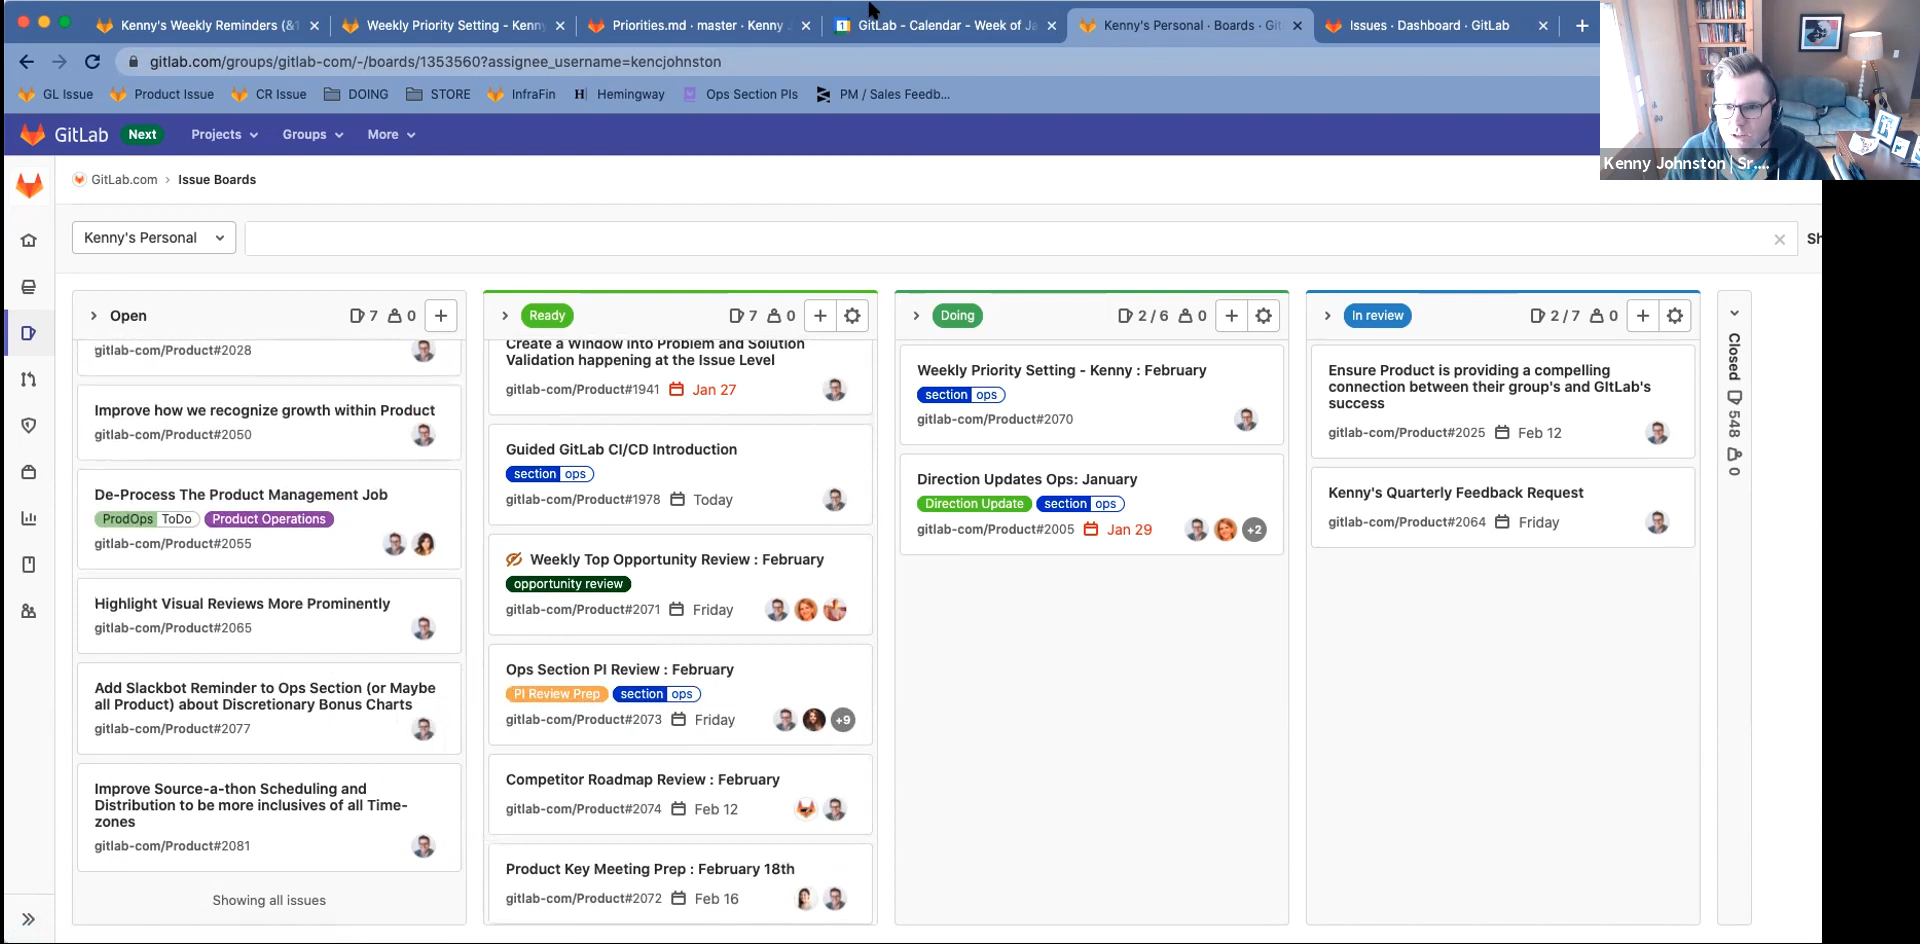 Kenny's Weekly Reminders (&1
Weekly Priority Setting - Kenny
Priorities.md · master · Kenny
GitLab - Calendar - Week of Ja
Kenny's Personal · Boards · Git
Issues · Dashboard · GitLab
gitlab.com/groups/gitlab-com/-/boards/1353560?assignee_username=kencjohnston
GL Issue
Product Issue
CR Issue
DOING
STORE
InfraFin
Hemingway
Ops Section PIs
PM / Sales Feedb...
GitLab
Next
Projects
Groups
More
Kenny Johnston | Sr....
GitLab.com › Issue Boards
Kenny's Personal
Sh
Open
7
0
gitlab-com/Product#2028
Improve how we recognize growth within Product
gitlab-com/Product#2050
De-Process The Product Management Job
ProdOps ToDo
Product Operations
gitlab-com/Product#2055
Highlight Visual Reviews More Prominently
gitlab-com/Product#2065
Add Slackbot Reminder to Ops Section (or Maybe
all Product) about Discretionary Bonus Charts
gitlab-com/Product#2077
Improve Source-a-thon Scheduling and
Distribution to be more inclusives of all Time-
zones
gitlab-com/Product#2081
Showing all issues
Ready
7
0
Create a Window into Problem and Solution
Validation happening at the Issue Level
gitlab-com/Product#1941 Jan 27
Guided GitLab CI/CD Introduction
section ops
gitlab-com/Product#1978 Today
Weekly Top Opportunity Review : February
opportunity review
gitlab-com/Product#2071 Friday
Ops Section PI Review : February
PI Review Prep section ops
gitlab-com/Product#2073 Friday +9
Competitor Roadmap Review : February
gitlab-com/Product#2074 Feb 12
Product Key Meeting Prep : February 18th
gitlab-com/Product#2072 Feb 16
Doing
2 / 6
0
Weekly Priority Setting - Kenny : February
section ops
gitlab-com/Product#2070
Direction Updates Ops: January
Direction Update section ops
gitlab-com/Product#2005 Jan 29 +2
In review
2 / 7
0
Ensure Product is providing a compelling
connection between their group's and GItLab's
success
gitlab-com/Product#2025 Feb 12
Kenny's Quarterly Feedback Request
gitlab-com/Product#2064 Friday
Closed
548
0